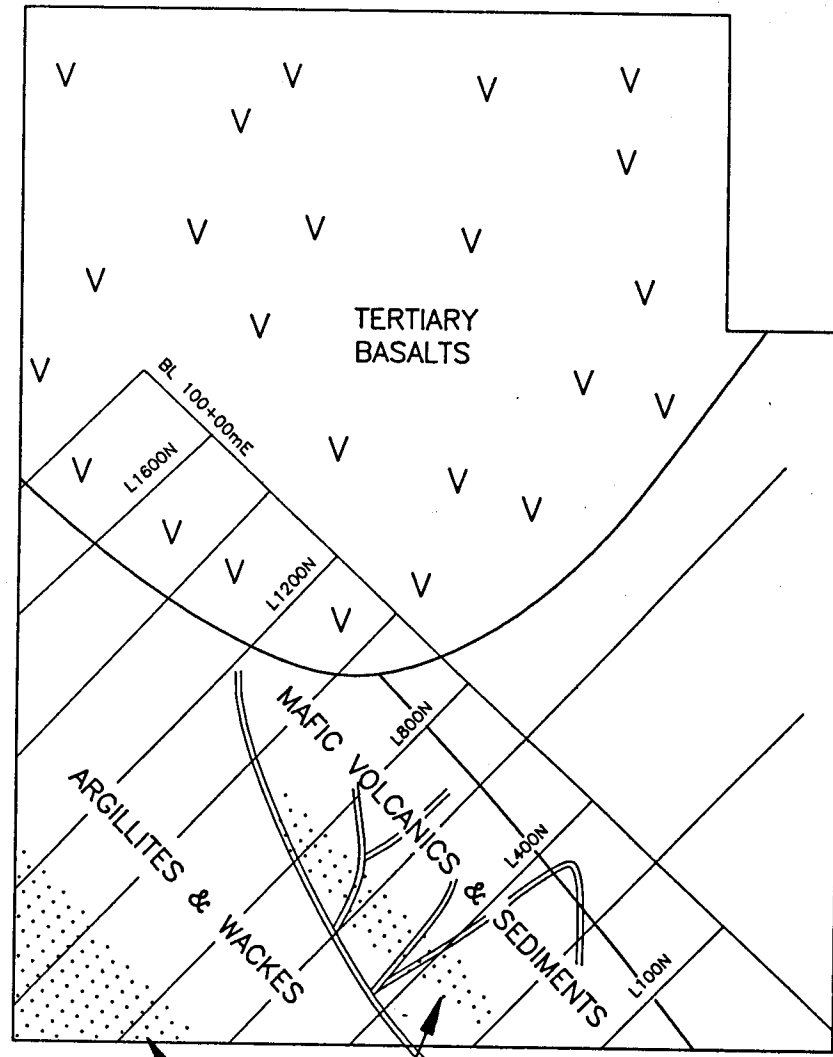 V V V V
V V
V V V
V V
V
TERTIARY
BASALTS
V
V V
BL 100+00mE
V
V
L1600N
V V
V
V
L1200N
V
V
MAFIC VOLCANICS & SEDIMENTS
L800N
ARGILLITES & WACKES
L400N
L100N